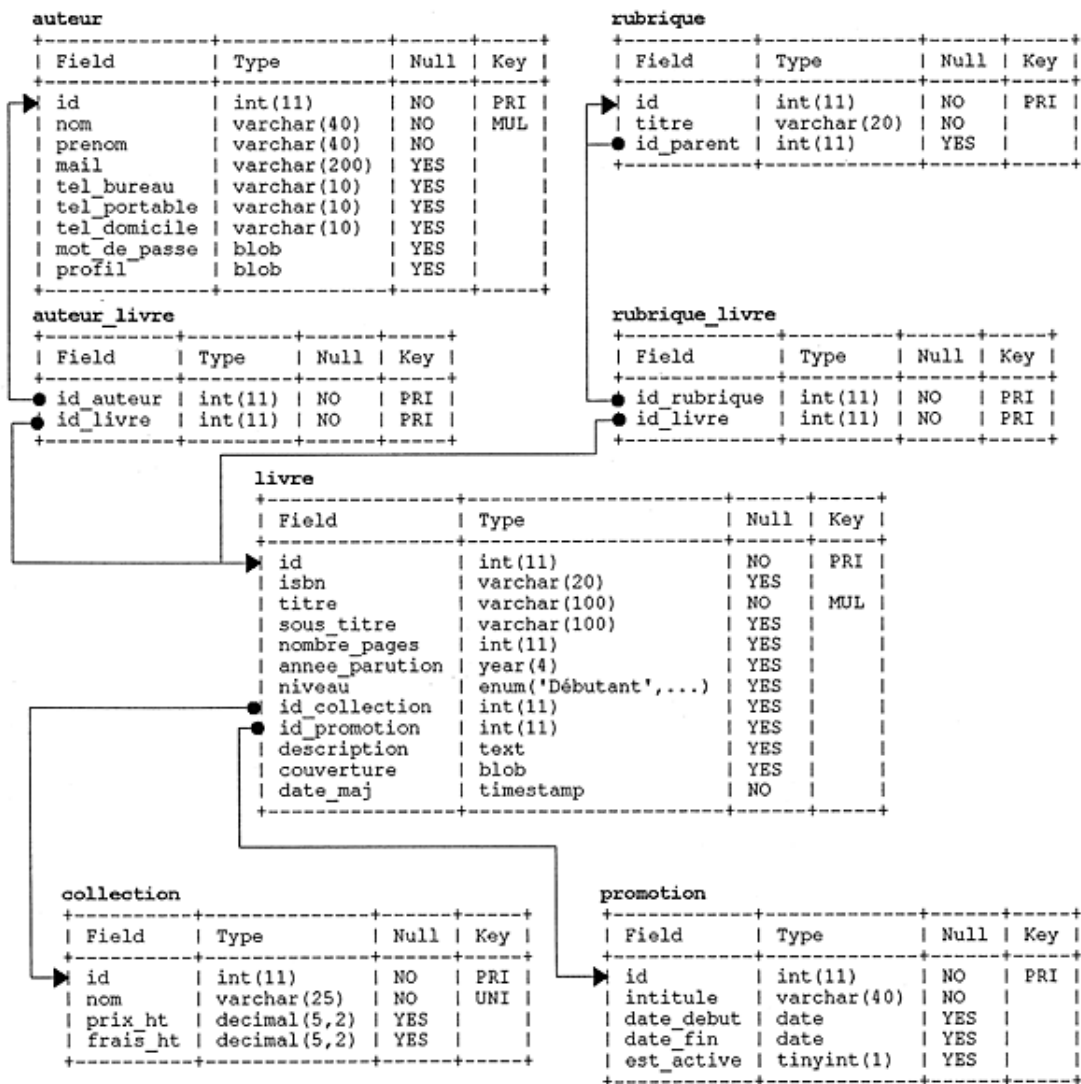 auteur
+--------------+--------------+------+-----+
| Field | Type | Null | Key |
+--------------+--------------+------+-----+
| id | int(11) | NO | PRI |
| nom | varchar(40) | NO | MUL |
| prenom | varchar(40) | NO | |
| mail | varchar(200) | YES | |
| tel_bureau | varchar(10) | YES | |
| tel_portable | varchar(10) | YES | |
| tel_domicile | varchar(10) | YES | |
| mot_de_passe | blob | YES | |
| profil | blob | YES | |
+--------------+--------------+------+-----+
rubrique
+-----------+-------------+------+-----+
| Field | Type | Null | Key |
+-----------+-------------+------+-----+
| id | int(11) | NO | PRI |
| titre | varchar(20) | NO | |
| id_parent | int(11) | YES | |
+-----------+-------------+------+-----+
auteur_livre
+-----------+---------+------+-----+
| Field | Type | Null | Key |
+-----------+---------+------+-----+
| id_auteur | int(11) | NO | PRI |
| id_livre | int(11) | NO | PRI |
+-----------+---------+------+-----+
rubrique_livre
+-------------+---------+------+-----+
| Field | Type | Null | Key |
+-------------+---------+------+-----+
| id_rubrique | int(11) | NO | PRI |
| id_livre | int(11) | NO | PRI |
+-------------+---------+------+-----+
livre
+----------------+----------------------+------+-----+
| Field | Type | Null | Key |
+----------------+----------------------+------+-----+
| id | int(11) | NO | PRI |
| isbn | varchar(20) | YES | |
| titre | varchar(100) | NO | MUL |
| sous_titre | varchar(100) | YES | |
| nombre_pages | int(11) | YES | |
| annee_parution | year(4) | YES | |
| niveau | enum('Débutant',...) | YES | |
| id_collection | int(11) | YES | |
| id_promotion | int(11) | YES | |
| description | text | YES | |
| couverture | blob | YES | |
| date_maj | timestamp | NO | |
+----------------+----------------------+------+-----+
collection
+----------+--------------+------+-----+
| Field | Type | Null | Key |
+----------+--------------+------+-----+
| id | int(11) | NO | PRI |
| nom | varchar(25) | NO | UNI |
| prix_ht | decimal(5,2) | YES | |
| frais_ht | decimal(5,2) | YES | |
+----------+--------------+------+-----+
promotion
+------------+-------------+------+-----+
| Field | Type | Null | Key |
+------------+-------------+------+-----+
| id | int(11) | NO | PRI |
| intitule | varchar(40) | NO | |
| date_debut | date | YES | |
| date_fin | date | YES | |
| est_active | tinyint(1) | YES | |
+------------+-------------+------+-----+